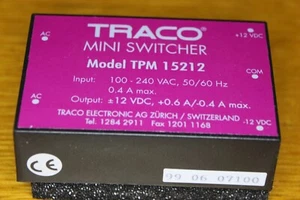 TRACO®
+12 VDC
AC
MINI SWITCHER
Model TPM 15212
COM
Input: 100 - 240 VAC, 50/60 Hz
0.4 A max.
AC
Output: ±12 VDC, +0.6 A/-0.4 A max.
TRACO ELECTRONIC AG ZÜRICH / SWITZERLAND
-12 VDC
Tel. 1284 2911 Fax 1201 1168
CE
99 06 07100